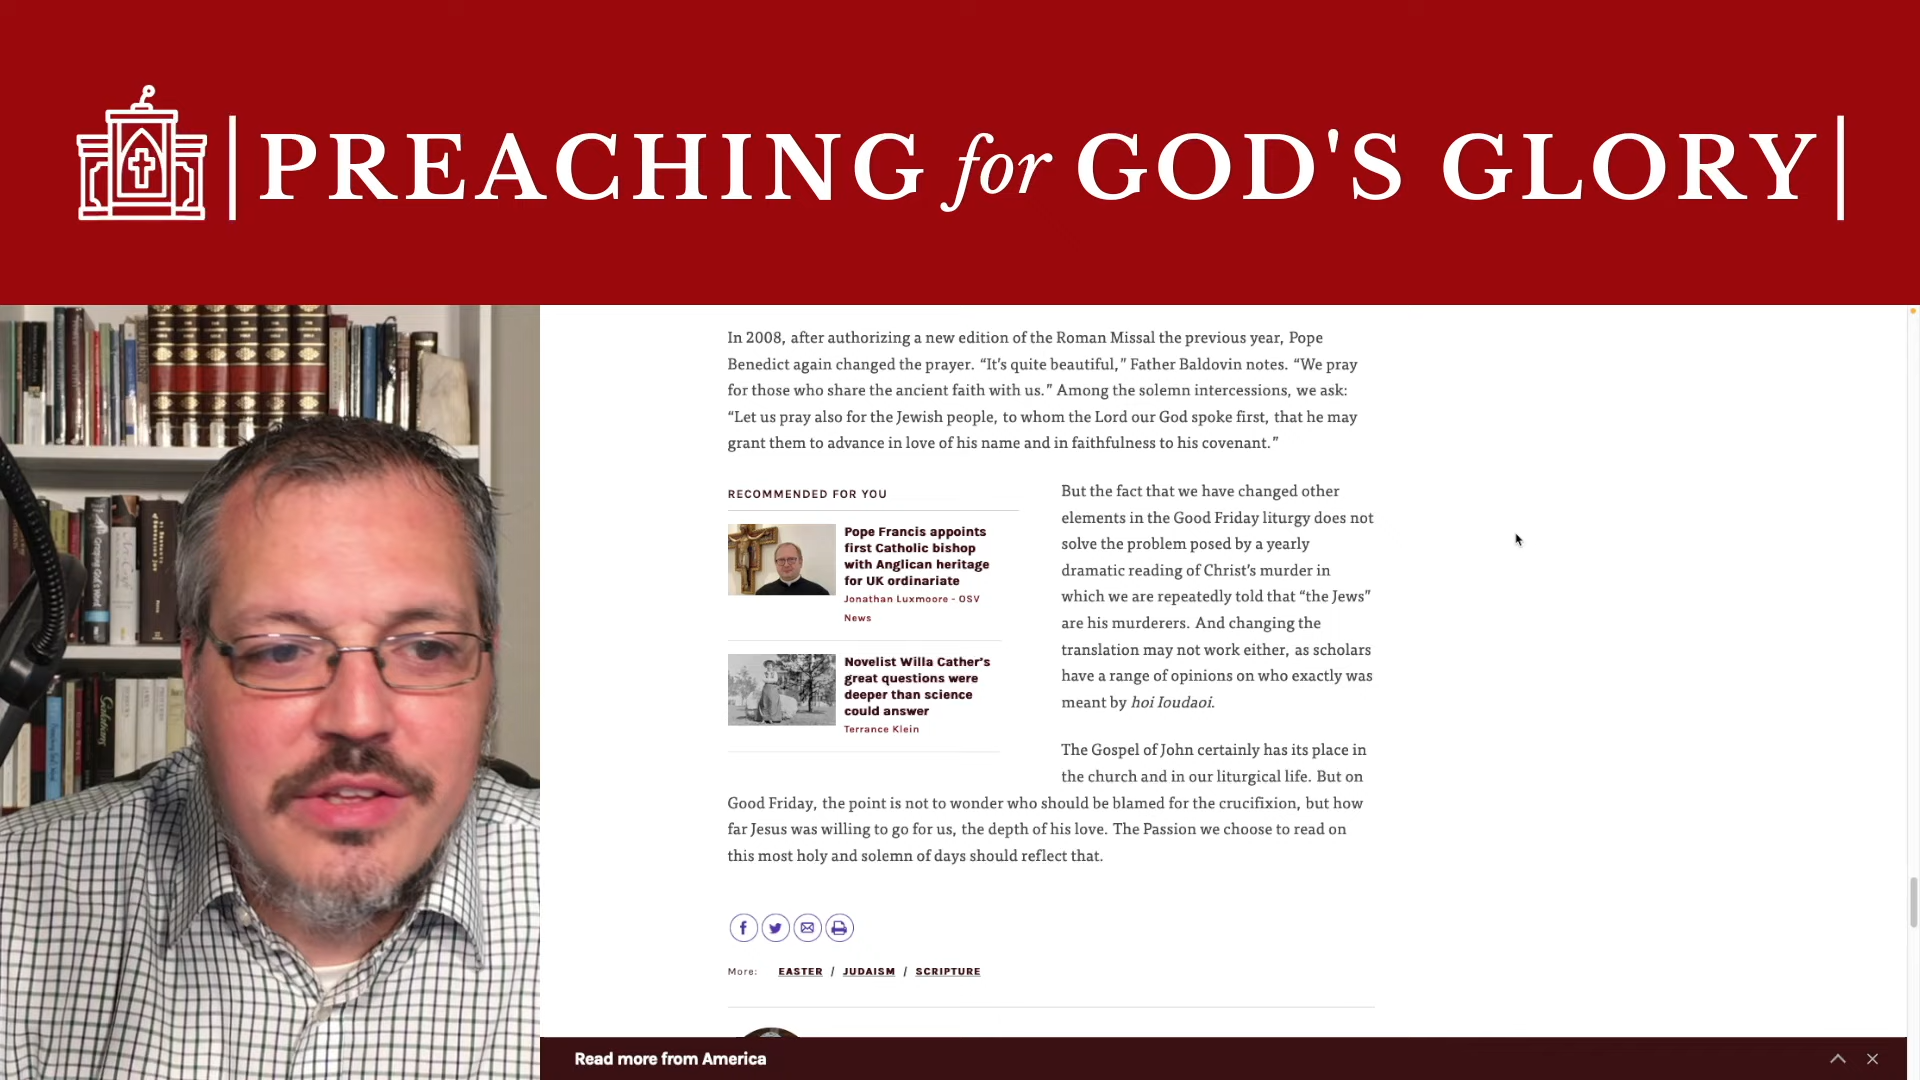 PREACHING for GOD'S GLORY
In 2008, after authorizing a new edition of the Roman Missal the previous year, Pope
Benedict again changed the prayer. “It’s quite beautiful,” Father Baldovin notes. “We pray
for those who share the ancient faith with us.” Among the solemn intercessions, we ask:
“Let us pray also for the Jewish people, to whom the Lord our God spoke first, that he may
grant them to advance in love of his name and in faithfulness to his covenant.”
RECOMMENDED FOR YOU
Pope Francis appoints
first Catholic bishop
with Anglican heritage
for UK ordinariate
Jonathan Luxmoore - OSV
News
Novelist Willa Cather’s
great questions were
deeper than science
could answer
Terrance Klein
But the fact that we have changed other
elements in the Good Friday liturgy does not
solve the problem posed by a yearly
dramatic reading of Christ’s murder in
which we are repeatedly told that “the Jews”
are his murderers. And changing the
translation may not work either, as scholars
have a range of opinions on who exactly was
meant by hoi Ioudaoi.
The Gospel of John certainly has its place in
the church and in our liturgical life. But on
Good Friday, the point is not to wonder who should be blamed for the crucifixion, but how
far Jesus was willing to go for us, the depth of his love. The Passion we choose to read on
this most holy and solemn of days should reflect that.
More: EASTER / JUDAISM / SCRIPTURE
Read more from America